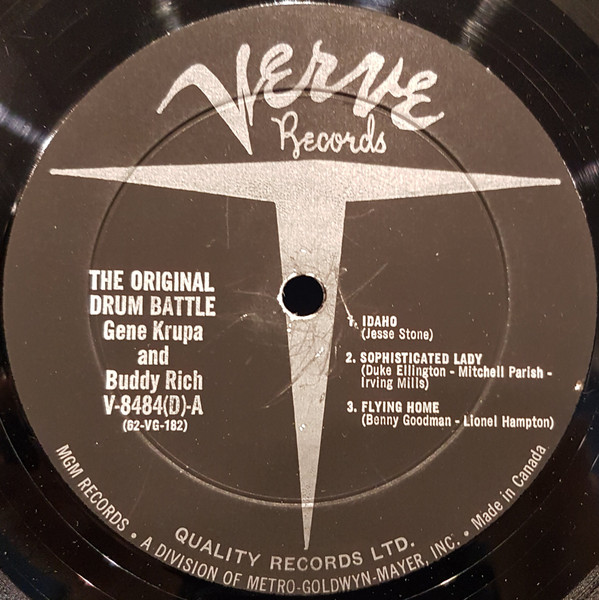 Verve
Records
THE ORIGINAL
DRUM BATTLE
Gene Krupa
and
Buddy Rich
V-8484(D)-A
(62-VG-182)
1. IDAHO
(Jesse Stone)
2. SOPHISTICATED LADY
(Duke Ellington - Mitchell Parish -
Irving Mills)
3. FLYING HOME
(Benny Goodman - Lionel Hampton)
QUALITY RECORDS LTD.
MGM RECORDS • A DIVISION OF METRO-GOLDWYN-MAYER, INC. • Made in Canada